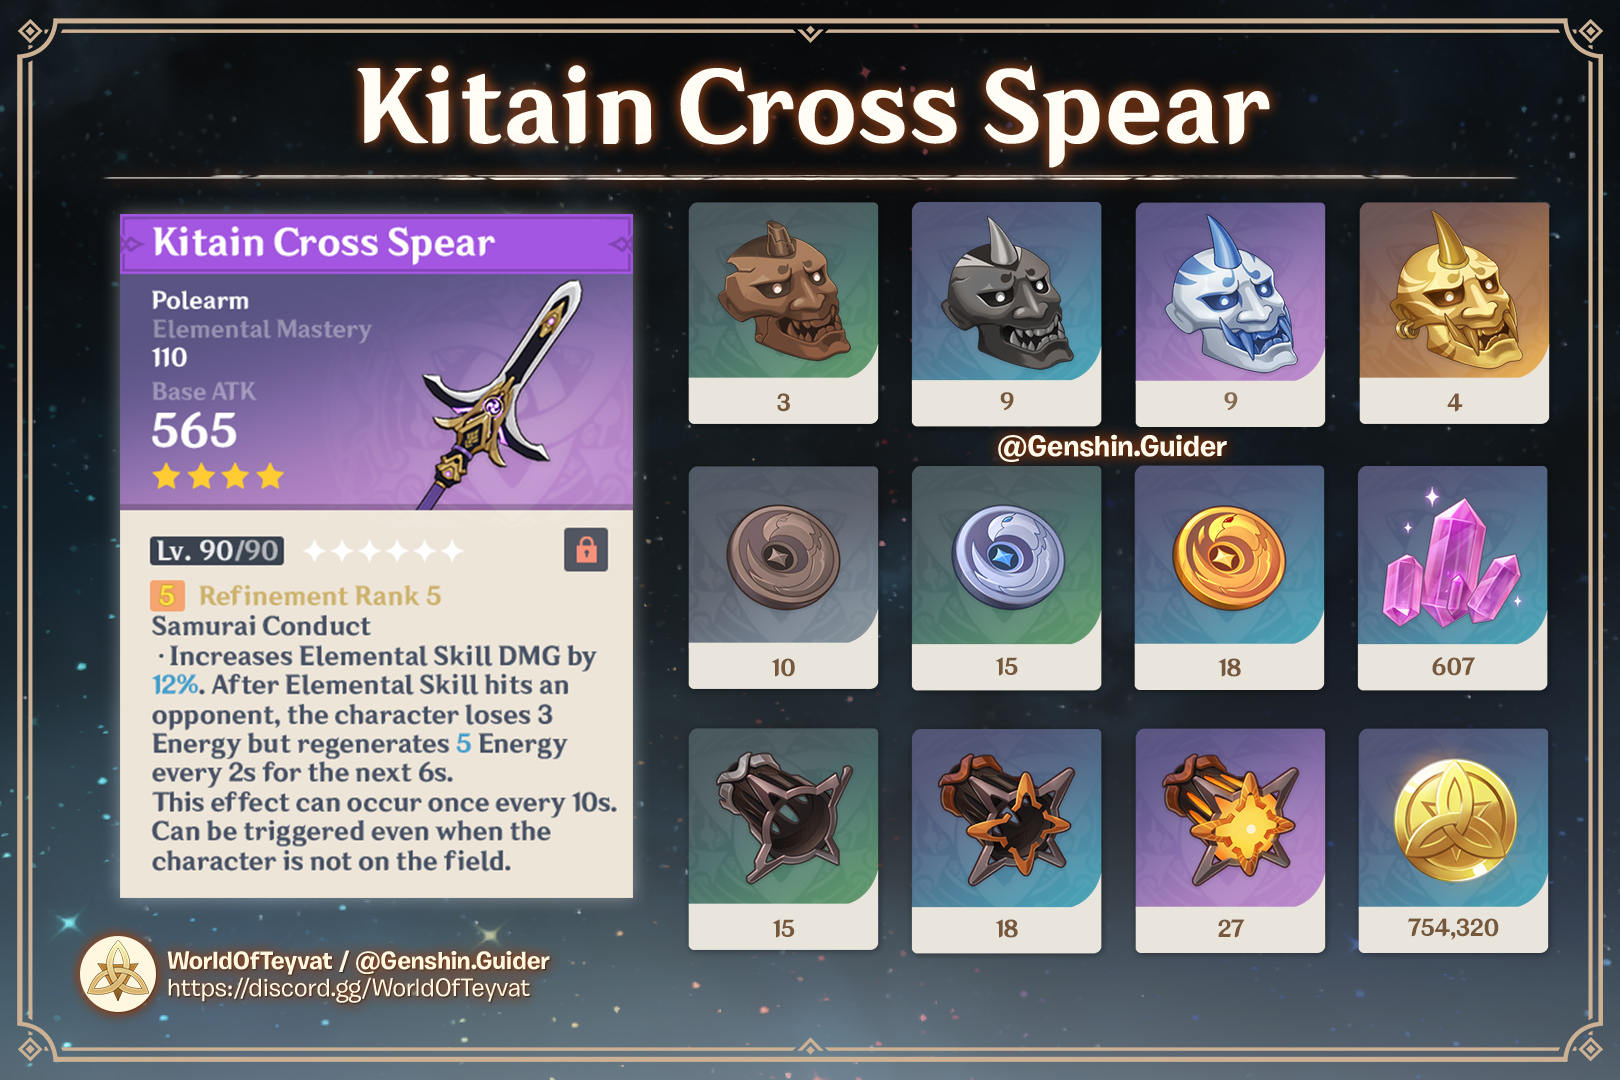 Kitain Cross Spear
Kitain Cross Spear
Polearm
Elemental Mastery
110
Base ATK
565
Lv. 90/90
5 Refinement Rank 5
Samurai Conduct
· Increases Elemental Skill DMG by
12%. After Elemental Skill hits an
opponent, the character loses 3
Energy but regenerates 5 Energy
every 2s for the next 6s.
This effect can occur once every 10s.
Can be triggered even when the
character is not on the field.
3
9
9
4
@Genshin.Guider
10
15
18
607
15
18
27
754,320
WorldOfTeyvat / @Genshin.Guider
https://discord.gg/WorldOfTeyvat